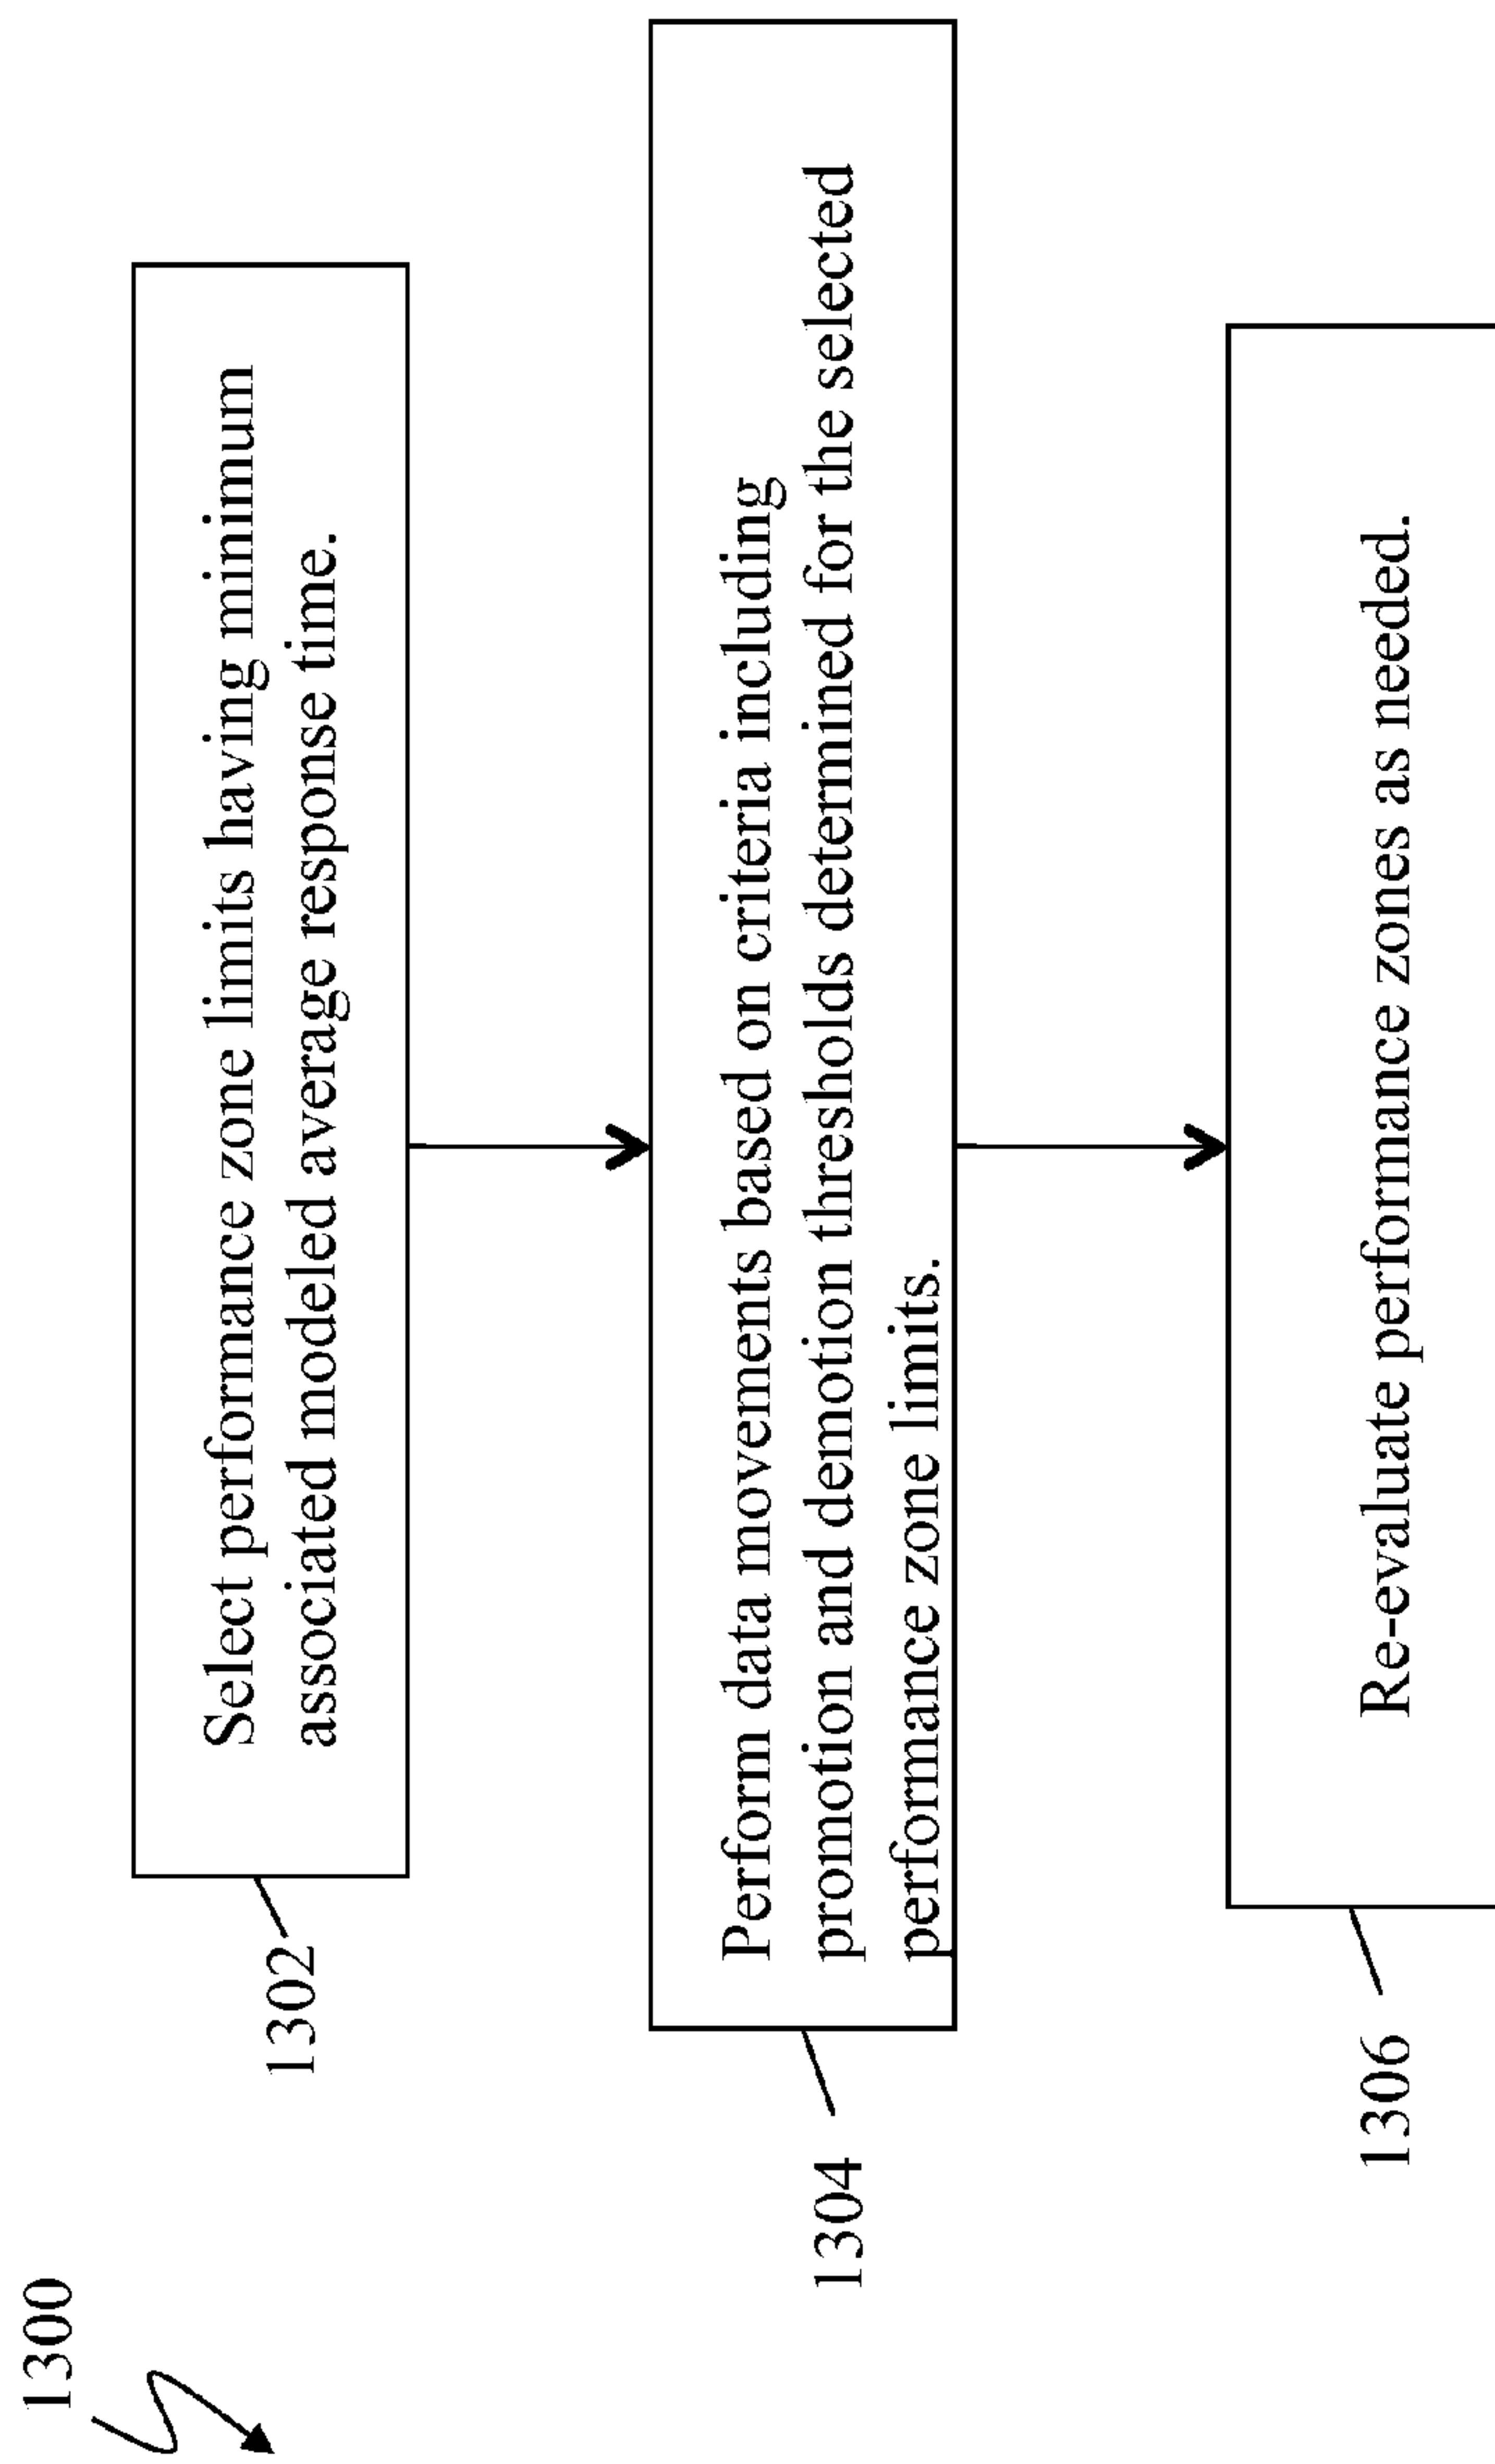 1300
1302
Select performance zone limits having minimum
associated modeled average response time.
1304
Perform data movements based on criteria including
promotion and demotion thresholds determined for the selected
performance zone limits.
1306
Re-evaluate performance zones as needed.